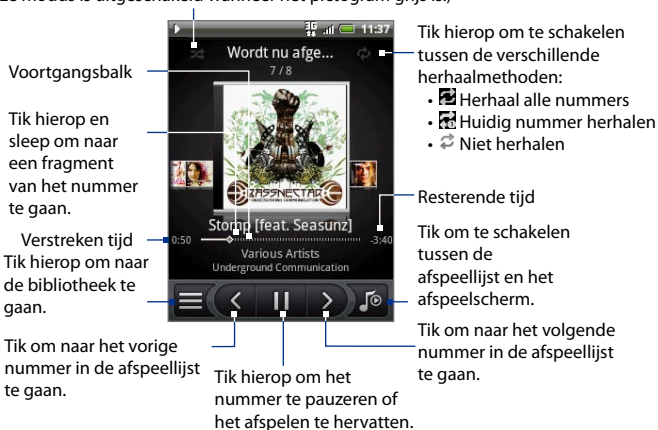 modus is uitgeschakeld wanneer het pictogram grijs is.)
3G 11:37
Wordt nu afge...
7 / 8
Tik hierop om te schakelen
tussen de verschillende
herhaalmethoden:
• Herhaal alle nummers
• Huidig nummer herhalen
• Niet herhalen
Voortgangsbalk
Tik hierop en
sleep om naar
een fragment
van het nummer
te gaan.
BASSNECTAR
UNDERGROUND COMMUNICATION
Resterende tijd
Stomp [feat. Seasunz]
Verstreken tijd
0:50
-3:40
Various Artists
Underground Communication
Tik om te schakelen
tussen de
afspeellijst en het
afspeelscherm.
Tik hierop om naar
de bibliotheek te
gaan.
Tik om naar het vorige
nummer in de afspeellijst
te gaan.
Tik hierop om het
nummer te pauzeren of
het afspelen te hervatten.
Tik om naar het volgende
nummer in de afspeellijst
te gaan.